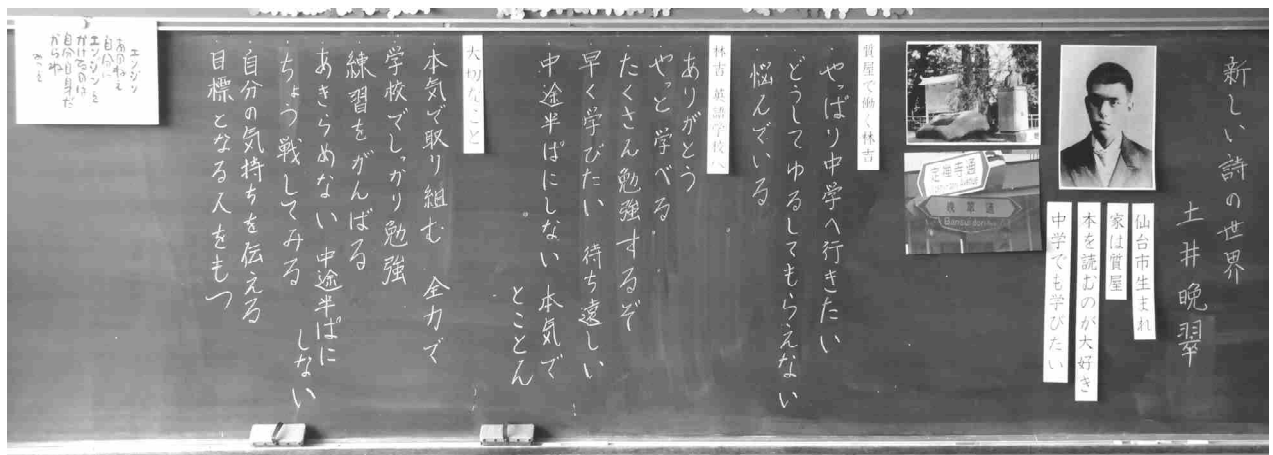 新しい詩の世界
土井晩翠
仙台市生まれ
家は質屋
本を読むのが大好き
中学でも学びたい
定禅寺通
晩翠通
Bansui dori
質屋で働く林吉
・やっぱり中学へ行きたい
・どうしてゆるしてもらえない
・悩んでいる
林吉 英語学校へ
・ありがとう
・やっと学べる
・たくさん勉強するぞ
・早く学びたい 待ち遠しい
・中途半ぱにしない 本気で
・とことん
大切なこと
・本気で取り組む 全力で
・学校でしっかり勉強
・練習をがんばる
・あきらめない 中途半ばに
しない
・ちょう戦してみる
・自分の気持ちを伝える
・目標となる人をもつ
エンジン
あのねえ
自分に
エンジンを
かけるのは
自分自身だ
からね
みつを